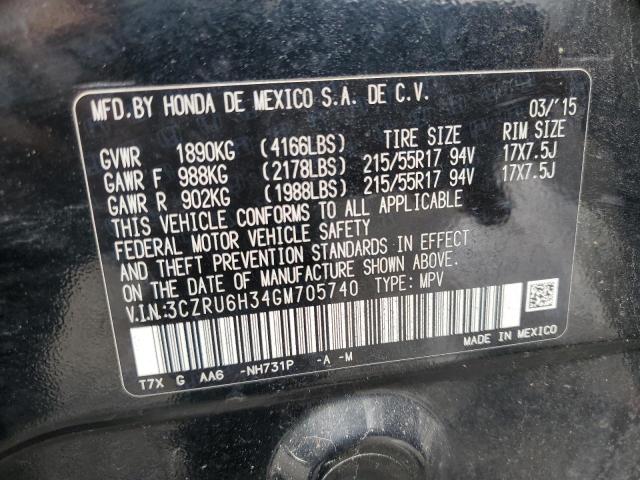 MFD. BY HONDA DE MEXICO S.A. DE C.V. 03/'15
GVWR 1890KG (4166LBS) TIRE SIZE RIM SIZE
GAWR F 988KG (2178LBS) 215/55R17 94V 17X7.5J
GAWR R 902KG (1988LBS) 215/55R17 94V 17X7.5J
THIS VEHICLE CONFORMS TO ALL APPLICABLE
FEDERAL MOTOR VEHICLE SAFETY
AND THEFT PREVENTION STANDARDS IN EFFECT
ON THE DATE OF MANUFACTURE SHOWN ABOVE.
V.I.N:3CZRU6H34GM705740 TYPE: MPV
MADE IN MEXICO
T7X G AA6 -NH731P -A -M